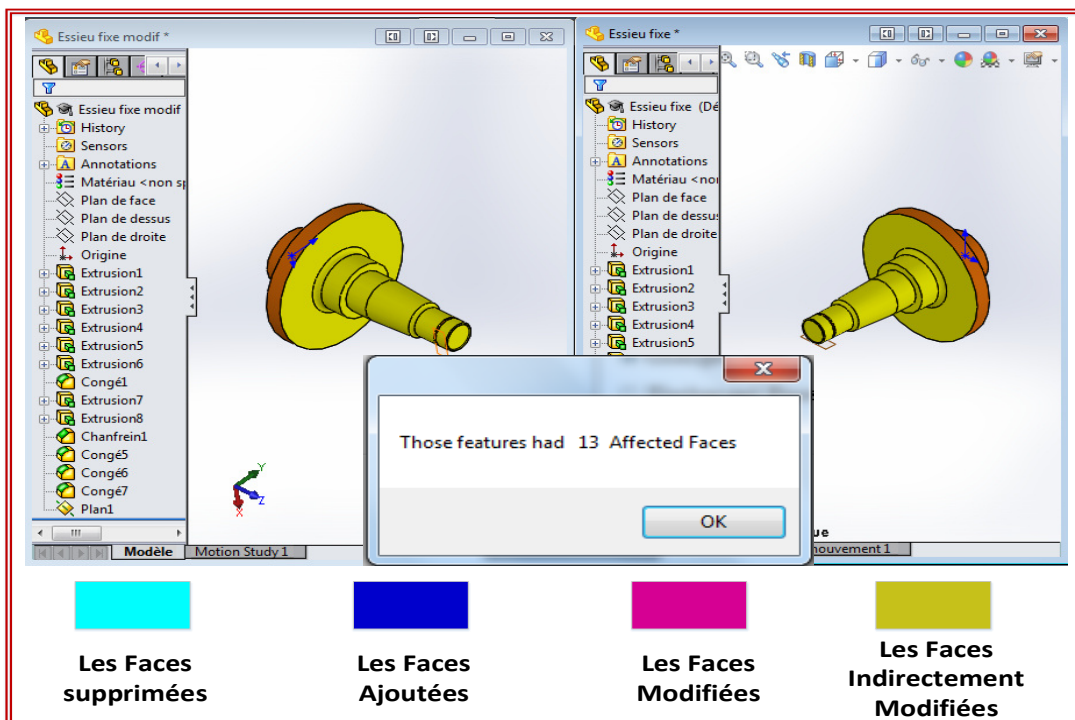 Essieu fixe modif *
Essieu fixe modif
History
Sensors
Annotations
Matériau <non sp
Plan de face
Plan de dessus
Plan de droite
Origine
Extrusion1
Extrusion2
Extrusion3
Extrusion4
Extrusion5
Extrusion6
Congé1
Extrusion7
Extrusion8
Chanfrein1
Congé5
Congé6
Congé7
Plan1
Y
Z
X
Modèle
Motion Study 1
Essieu fixe *
Essieu fixe (Dé
History
Sensors
Annotations
Matériau <non
Plan de face
Plan de dessus
Plan de droite
Origine
Extrusion1
Extrusion2
Extrusion3
Extrusion4
Extrusion5
Those features had 13 Affected Faces
OK
ue
nouvement 1
Les Faces
supprimées
Les Faces
Ajoutées
Les Faces
Modifiées
Les Faces
Indirectement
Modifiées